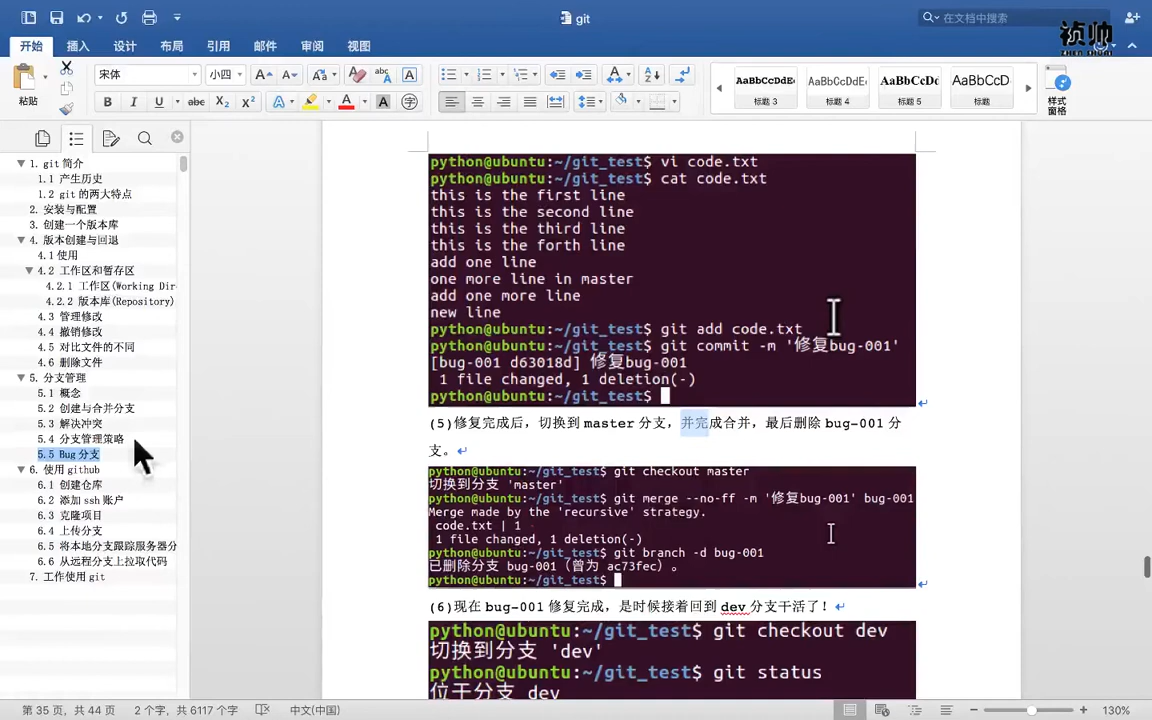 git
在文档中搜索
祯帅
ZHEN SHUAI
开始 插入 设计 布局 引用 邮件 审阅 视图
粘贴
宋体
小四
AaBbCcDdE
标题 3
AaBbCcDdE
标题 4
AaBbCcDc
标题 5
AaBbCcD
标题
样式
窗格
1. git 简介
1.1 产生历史
1.2 git 的两大特点
2. 安装与配置
3. 创建一个版本库
4. 版本创建与回退
4.1 使用
4.2 工作区和暂存区
4.2.1 工作区(Working Dir
4.2.2 版本库(Repository)
4.3 管理修改
4.4 撤销修改
4.5 对比文件的不同
4.6 删除文件
5. 分支管理
5.1 概念
5.2 创建与合并分支
5.3 解决冲突
5.4 分支管理策略
5.5 Bug 分支
6. 使用 github
6.1 创建仓库
6.2 添加 ssh 账户
6.3 克隆项目
6.4 上传分支
6.5 将本地分支跟踪服务器分
6.6 从远程分支上拉取代码
7. 工作使用 git
python@ubuntu:~/git_test$ vi code.txt
python@ubuntu:~/git_test$ cat code.txt
this is the first line
this is the second line
this is the third line
this is the forth line
add one line
one more line in master
add one more line
new line
python@ubuntu:~/git_test$ git add code.txt
python@ubuntu:~/git_test$ git commit -m '修复bug-001'
[bug-001 d63018d] 修复bug-001
1 file changed, 1 deletion(-)
python@ubuntu:~/git_test$
(5)修复完成后，切换到 master 分支，并完成合并，最后删除 bug-001 分
支。
python@ubuntu:~/git_test$ git checkout master
切换到分支 'master'
python@ubuntu:~/git_test$ git merge --no-ff -m '修复bug-001' bug-001
Merge made by the 'recursive' strategy.
code.txt | 1 -
1 file changed, 1 deletion(-)
python@ubuntu:~/git_test$ git branch -d bug-001
已删除分支 bug-001（曾为 ac73fec）。
python@ubuntu:~/git_test$
(6)现在 bug-001 修复完成，是时候接着回到 dev 分支干活了！
python@ubuntu:~/git_test$ git checkout dev
切换到分支 'dev'
python@ubuntu:~/git_test$ git status
位于分支 dev
第 35 页，共 44 页 2 个字，共 6117 个字 中文(中国) 130%